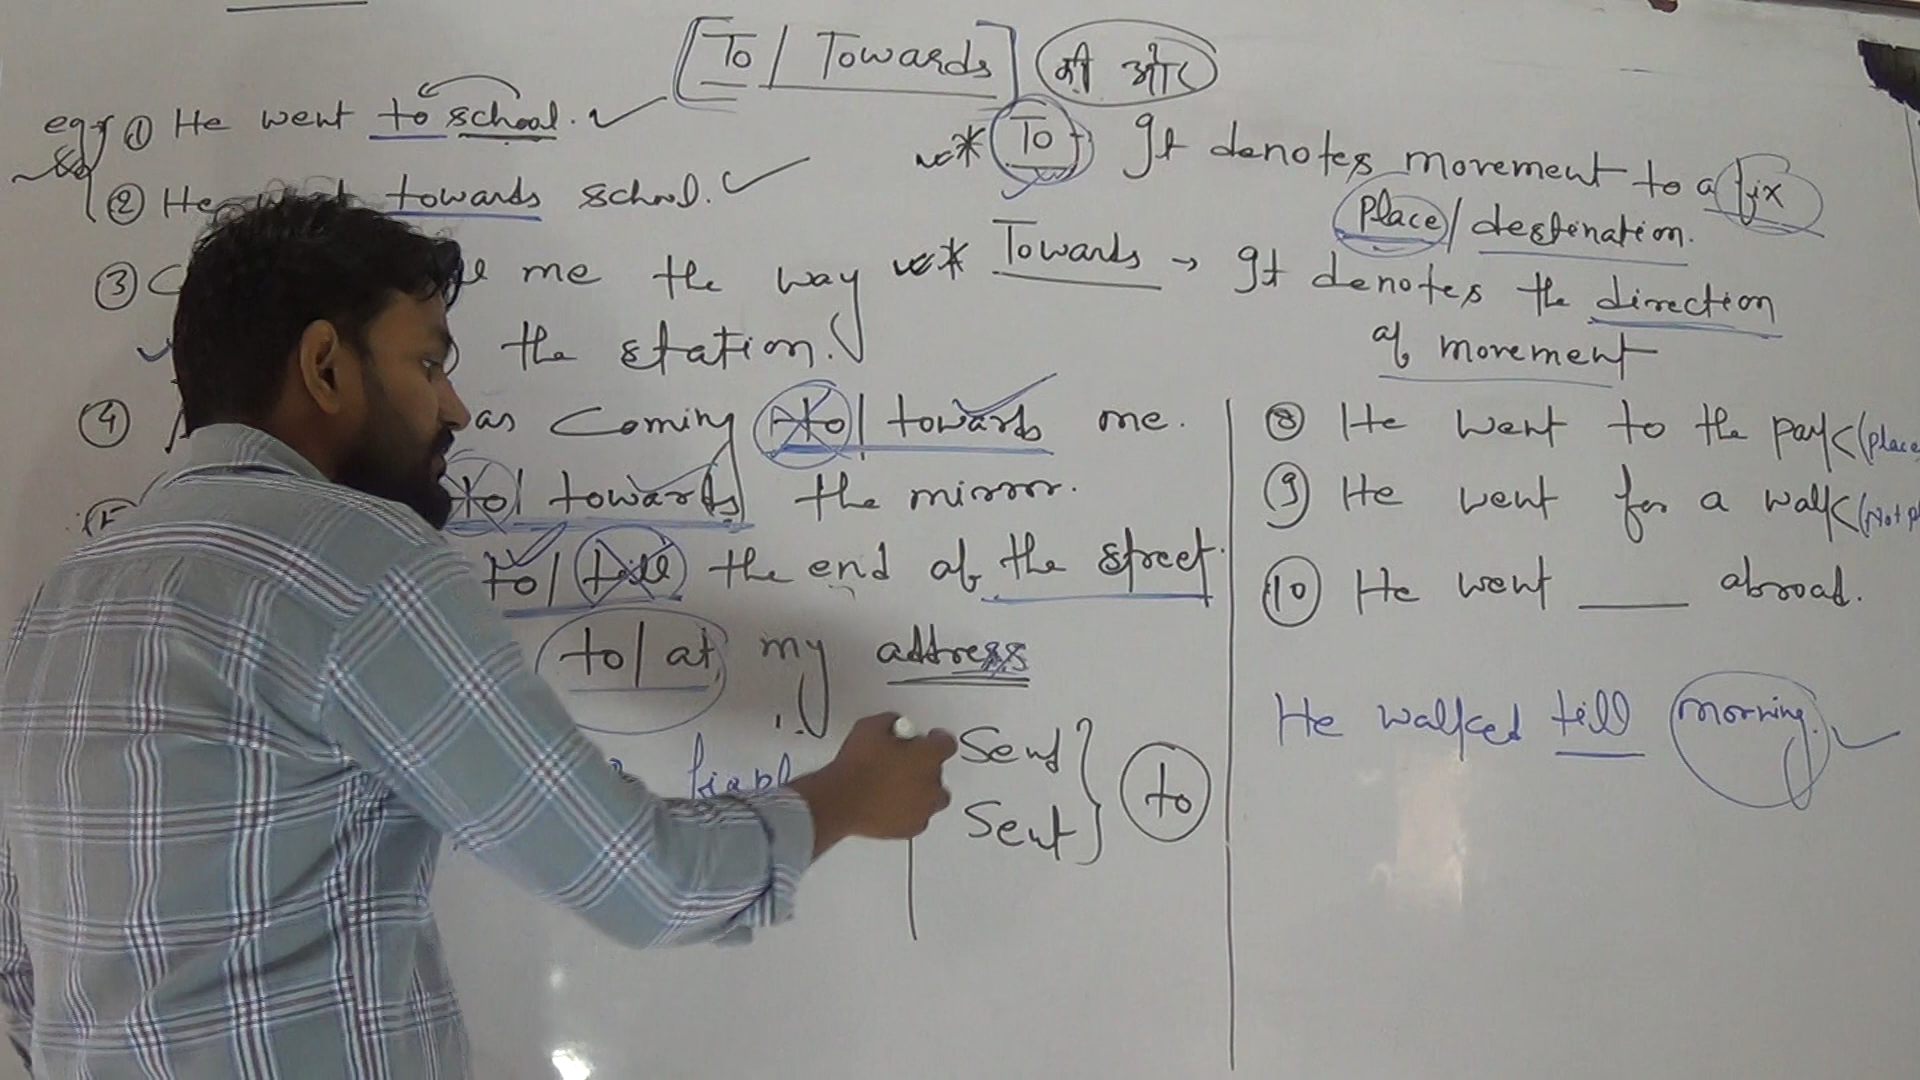 [To / Towards] की ओर
eg ① He went to school.
② He went towards school.
③ me the way
the station.
④ as coming to / towards me.
to / towards the mirror.
to / till the end of the street.
to / at my address
Send
Sent } to
* To → It denotes movement to a fix
place / destination.
* Towards → It denotes the direction
of movement
⑧ He went to the park (place
⑨ He went for a walk (Not pl
⑩ He went ____ abroad.
He walked till morning.